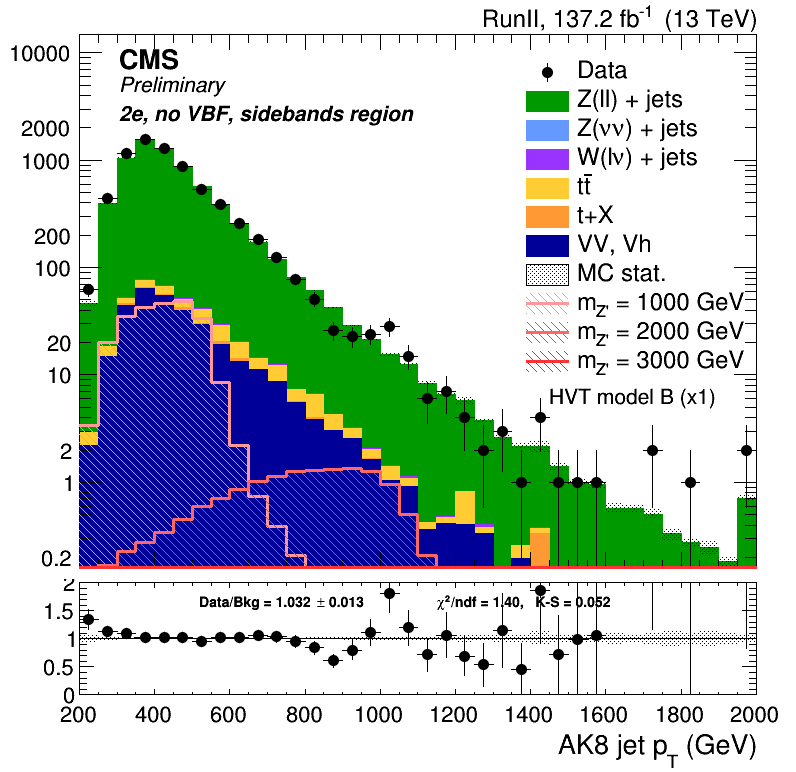 RunII, 137.2 fb⁻¹ (13 TeV)
CMS
Preliminary
2e, no VBF, sidebands region
Data
Z(ll) + jets
Z(νν) + jets
W(lν) + jets
tt̄
t+X
VV, Vh
MC stat.
m_Z' = 1000 GeV
m_Z' = 2000 GeV
m_Z' = 3000 GeV
HVT model B (x1)
10000
2000
1000
200
100
20
10
2
1
0.2
Data/Bkg = 1.032 ± 0.013 χ²/ndf = 1.40, K-S = 0.052
2
1.5
1
0.5
0
200 400 600 800 1000 1200 1400 1600 1800 2000
AK8 jet p_T (GeV)